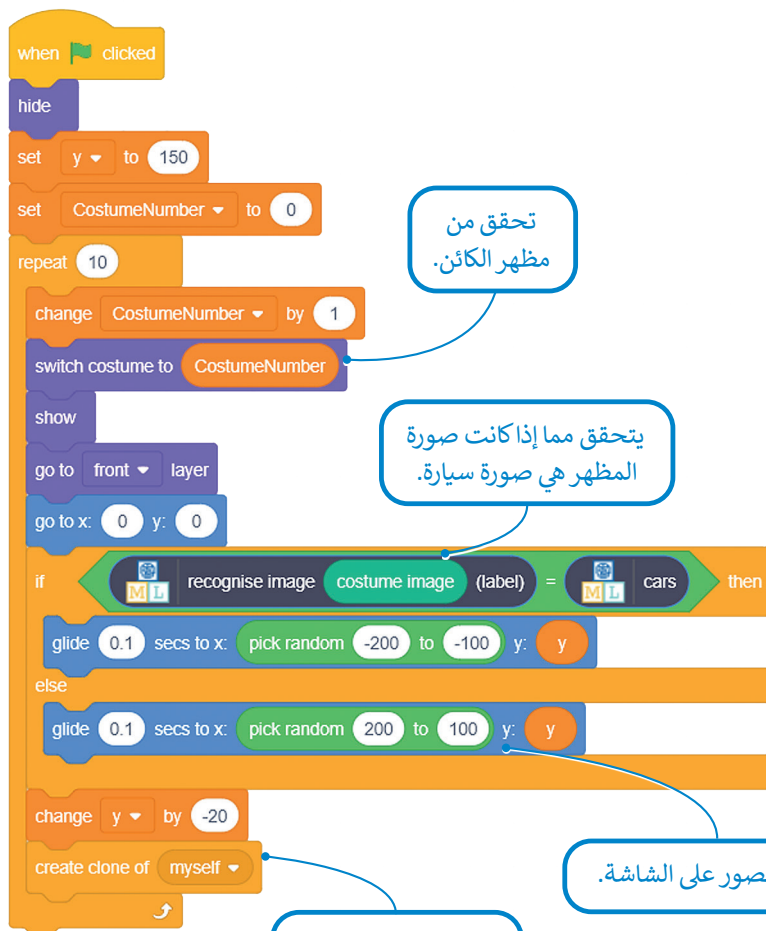 when clicked
hide
set y to 150
set CostumeNumber to 0
تحقق من
مظهر الكائن.
repeat 10
change CostumeNumber by 1
switch costume to CostumeNumber
show
يتحقق مما إذا كانت صورة
المظهر هي صورة سيارة.
go to front layer
go to x: 0 y: 0
if ML recognise image costume image (label) = ML cars then
glide 0.1 secs to x: pick random -200 to -100 y: y
else
glide 0.1 secs to x: pick random 200 to 100 y: y
change y by -20
create clone of myself
على الشاشة.